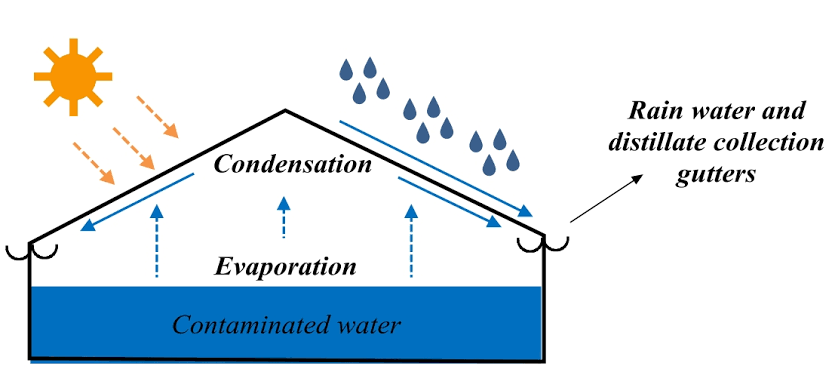 Rain water and
distillate collection
gutters
Condensation
Evaporation
Contaminated water